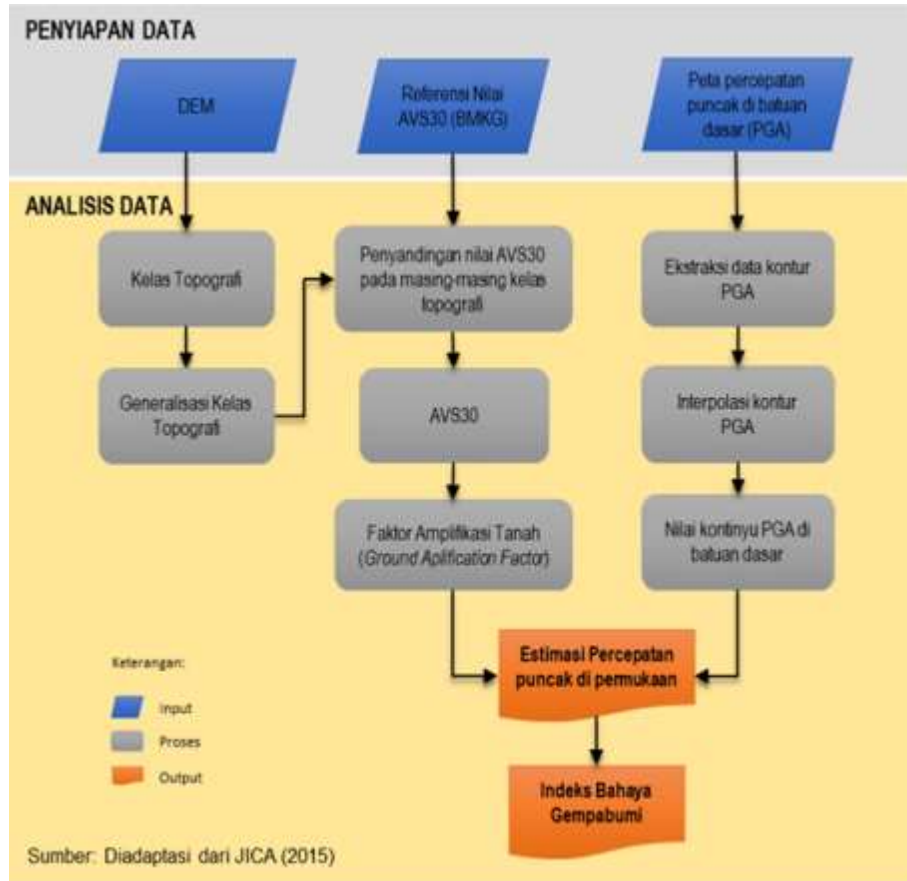 PENYIAPAN DATA
DEM
Referensi Nilai
AVS30 (BMKG)
Peta percepatan
puncak di batuan
dasar (PGA)
ANALISIS DATA
Kelas Topografi
Penyandingan nilai AVS30
pada masing-masing kelas
topografi
Ekstraksi data kontur
PGA
Generalisasi Kelas
Topografi
AVS30
Interpolasi kontur
PGA
Faktor Amplifikasi Tanah
(Ground Aplification Factor)
Nilai kontinyu PGA di
batuan dasar
Estimasi Percepatan
puncak di permukaan
Indeks Bahaya
Gempabumi
Keterangan:
Input
Proses
Output
Sumber: Diadaptasi dari JICA (2015)